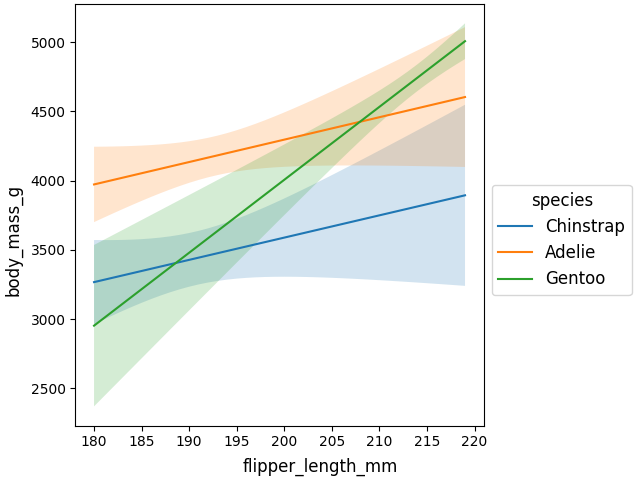 5000
4500
4000
3500
3000
2500
body_mass_g
180 185 190 195 200 205 210 215 220
flipper_length_mm
species
Chinstrap
Adelie
Gentoo